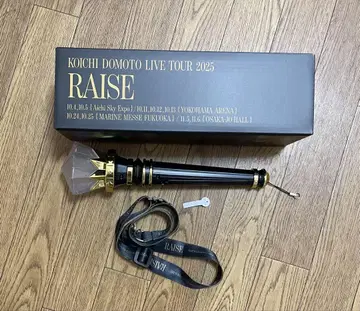 KOICHI DOMOTO LIVE TOUR 2025
RAISE
10.4,10.5 [Aichi Sky Expo] / 10.11,10.12,10.13 [YOKOHAMA ARENA]
10.24,10.25 [MARINE MESSE FUKUOKA] / 11.5,11.6 [OSAKA-JO HALL]
RAISE
RAISE